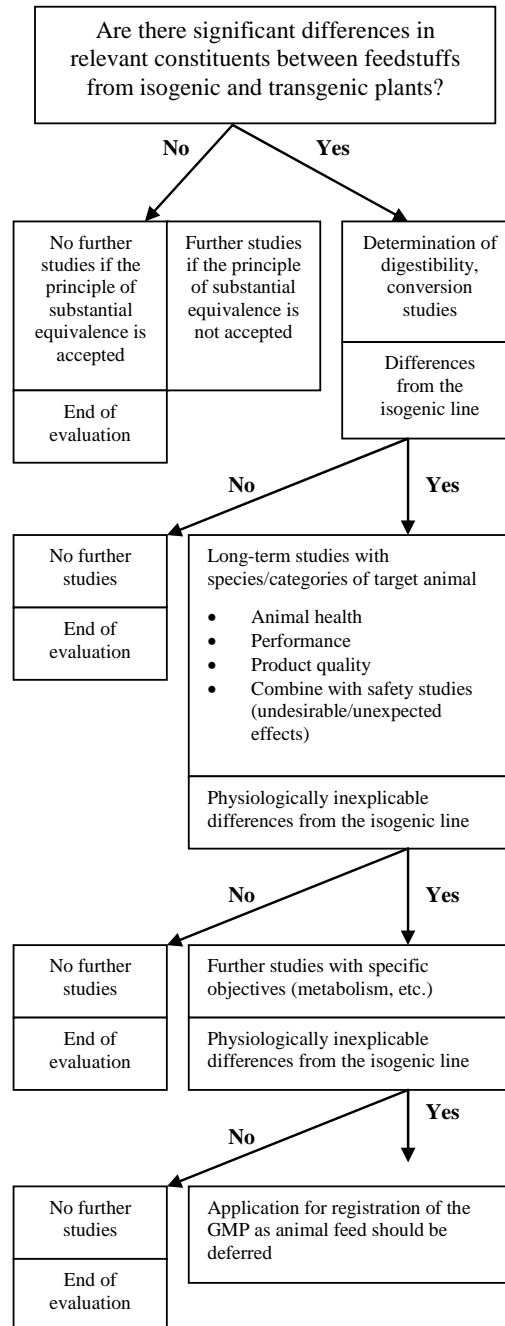 Are there significant differences in
relevant constituents between feedstuffs
from isogenic and transgenic plants?
No
Yes
No further
studies if the
principle of
substantial
equivalence is
accepted
Further studies
if the principle
of substantial
equivalence is
not accepted
Determination of
digestibility,
conversion
studies
End of
evaluation
Differences
from the
isogenic line
No
Yes
No further
studies
End of
evaluation
Long-term studies with
species/categories of target animal
• Animal health
• Performance
• Product quality
• Combine with safety studies
(undesirable/unexpected
effects)
Physiologically inexplicable
differences from the isogenic line
No
Yes
No further
studies
End of
evaluation
Further studies with specific
objectives (metabolism, etc.)
Physiologically inexplicable
differences from the isogenic line
No
Yes
No further
studies
End of
evaluation
Application for registration of the
GMP as animal feed should be
deferred